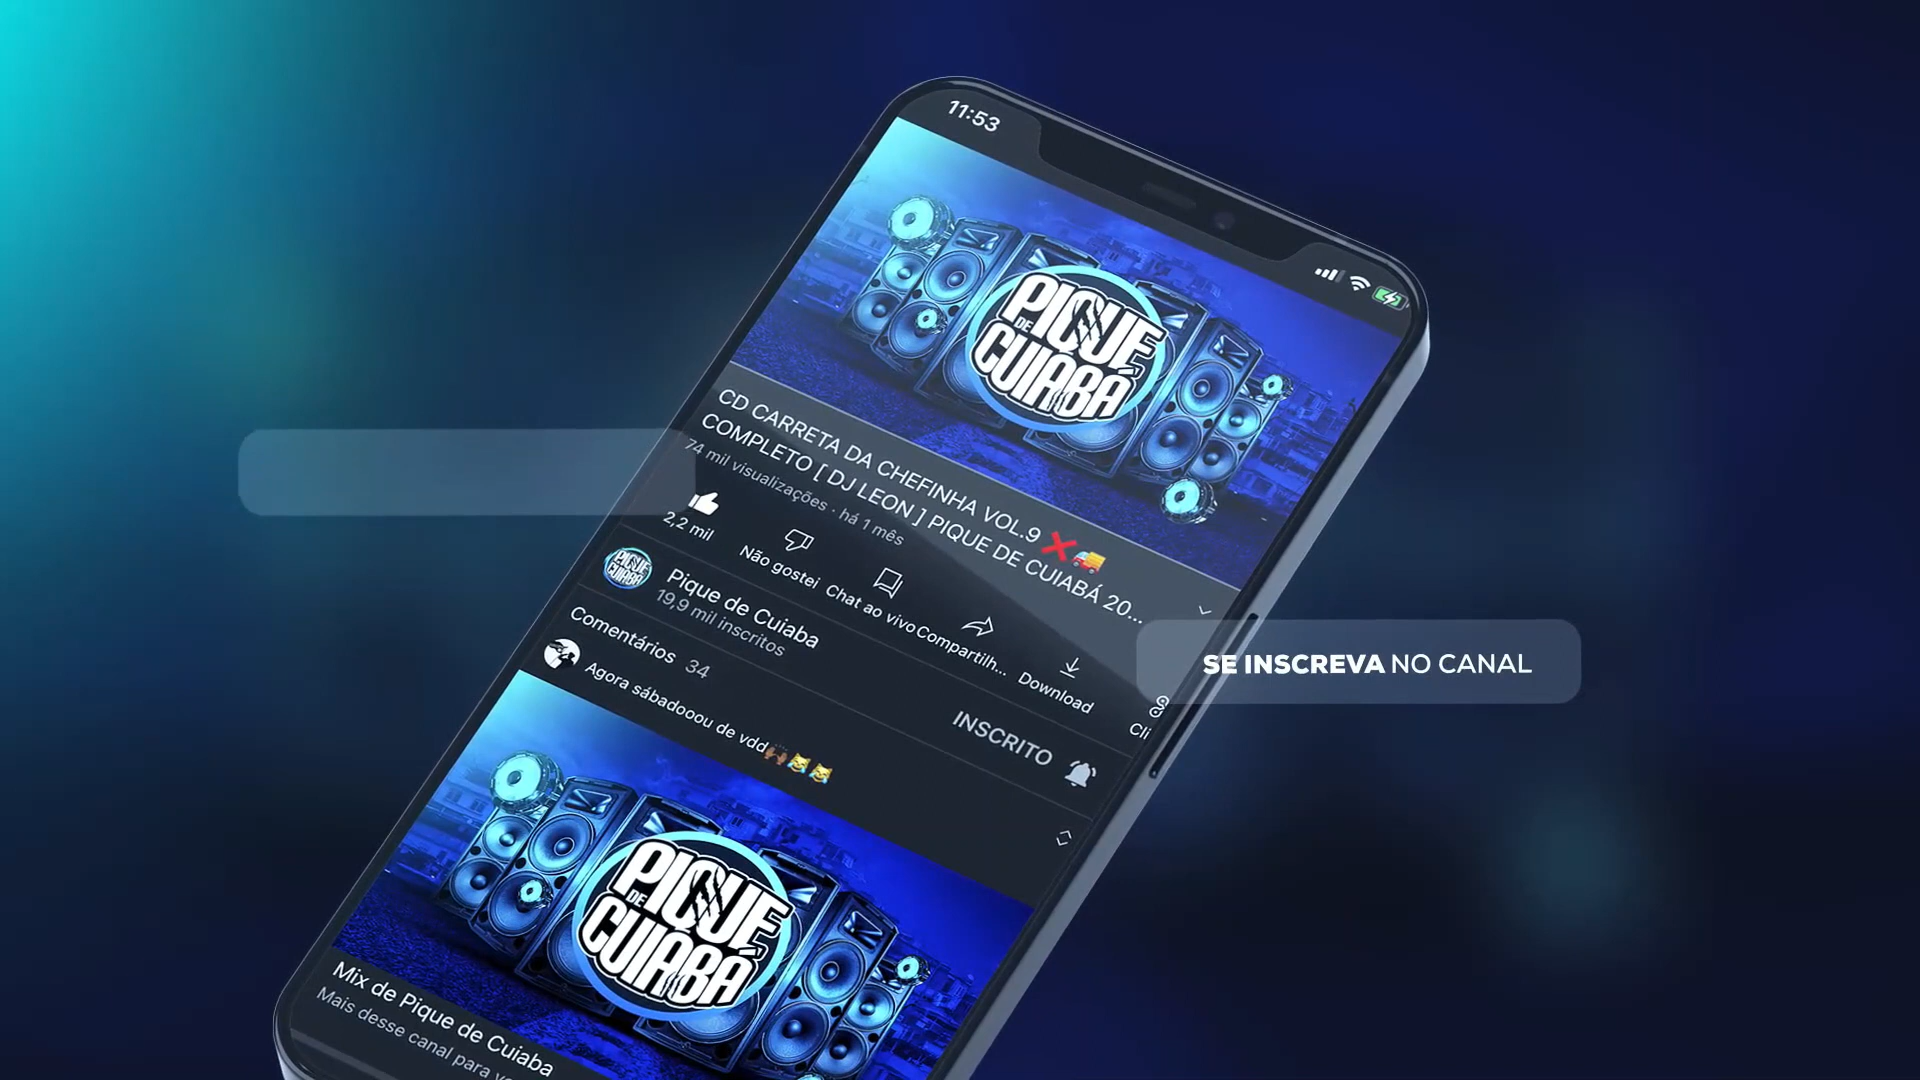 11:53
PIQUE
DE
CUIABÁ
CD CARRETA DA CHEFINHA VOL.9 ❌🚚
COMPLETO [ DJ LEON ] PIQUE DE CUIABÁ 20...
74 mil visualizações · há 1 mês
2,2 mil
Não gostei
Chat ao vivo
Compartilh...
Download
Cli
PIQUE
CUIABÁ
Pique de Cuiaba
19,9 mil inscritos
INSCRITO
Comentários 34
Agora sábadooou de vdd🙌🏾😹😹
SE INSCREVA NO CANAL
PIQUE
DE
CUIABÁ
Mix de Pique de Cuiaba
Mais desse canal para